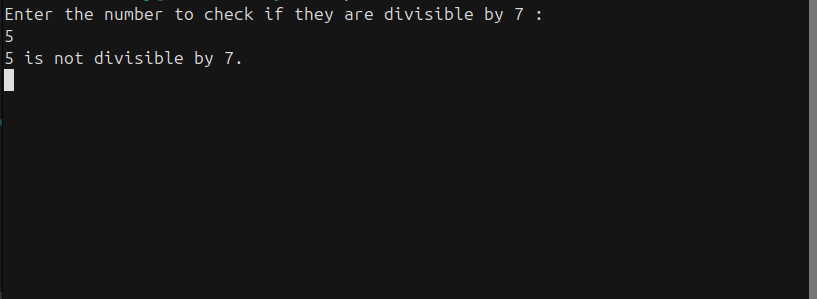 Enter the number to check if they are divisible by 7 :
5
5 is not divisible by 7.